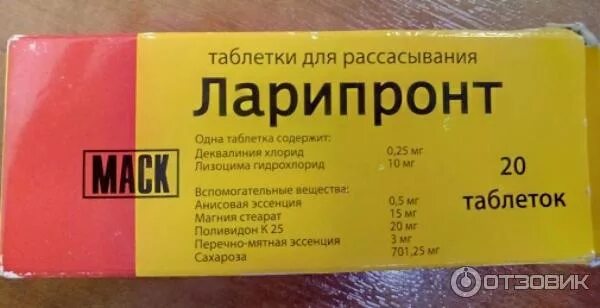 таблетки для рассасывания
Ларипронт
Одна таблетка содержит:
Деквалиния хлорид 0,25 мг
Лизоцима гидрохлорид 10 мг
МАСК
20
таблеток
Вспомогательные вещества:
Анисовая эссенция 0,5 мг
Магния стеарат 15 мг
Поливидон К 25 20 мг
Перечно-мятная эссенция 3 мг
Сахароза 701,25 мг
ОТЗОВИК